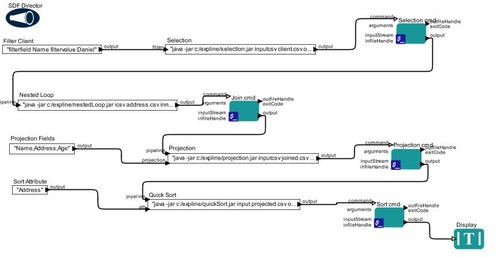 SDF Director
Filter Client
"filterfield Name filtervalue Daniel"
output
Selection
filter
"java -jar c:/expline/selection.jar inputcsv client.csv o...
output
Selection cmd
command
arguments
inputStream
infileHandle
outfileHandle
exitCode
output
Nested Loop
pipeline
"java -jar c:/expline/nestedLoop.jar icsv address.csv inn...
output
Join cmd
command
arguments
inputStream
infileHandle
outfileHandle
exitCode
output
Projection Fields
"Name,Address,Age"
output
Projection
pipeline
projection
"java -jar c:/expline/projection.jar inputcsv joined.csv ...
output
Projection cmd
command
arguments
inputStream
infileHandle
outfileHandle
exitCode
output
Sort Attribute
"Address"
output
Quick Sort
pipeline
"java -jar c:/expline/quickSort.jar input projected.csv o...
output
Sort cmd
command
arguments
inputStream
infileHandle
outfileHandle
exitCode
output
Display
T